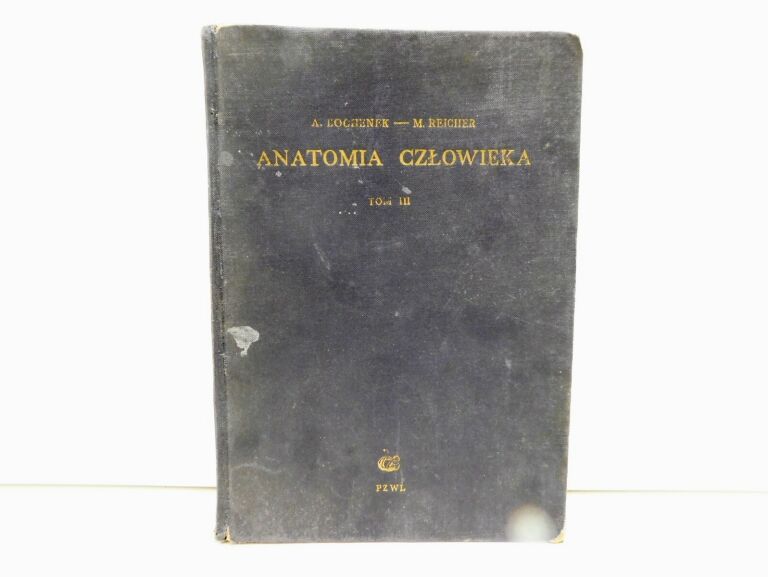 A. BOCHENEK — M. REICHER
ANATOMIA CZŁOWIEKA
TOM III
PZWL